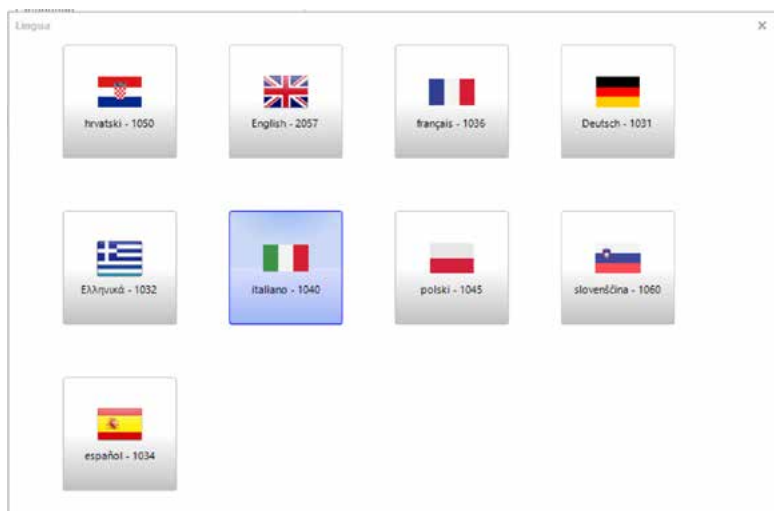 Lingua
hrvatski - 1050
English - 2057
français - 1036
Deutsch - 1031
Ελληνικά - 1032
italiano - 1040
polski - 1045
slovenščina - 1060
español - 1034